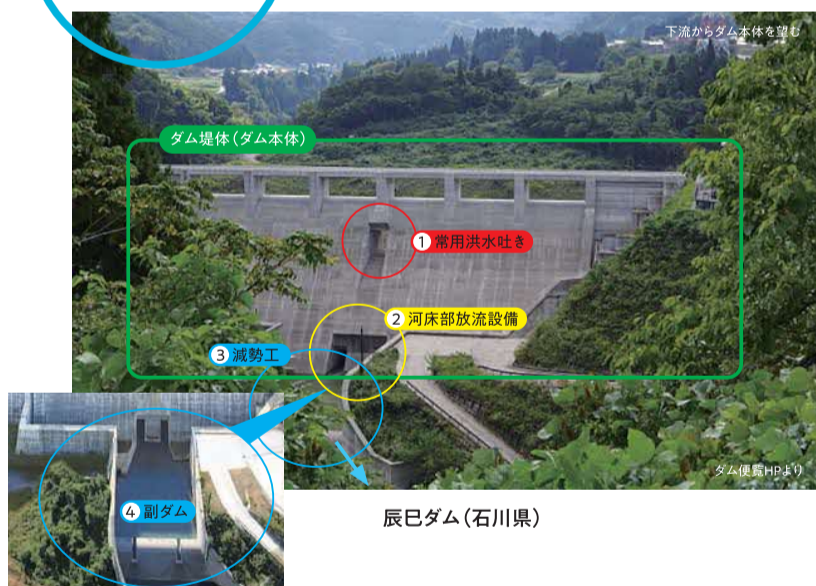 下流からダム本体を望む
ダム堤体(ダム本体)
① 常用洪水吐き
② 河床部放流設備
③ 減勢工
④ 副ダム
ダム便覧HPより
辰巳ダム(石川県)